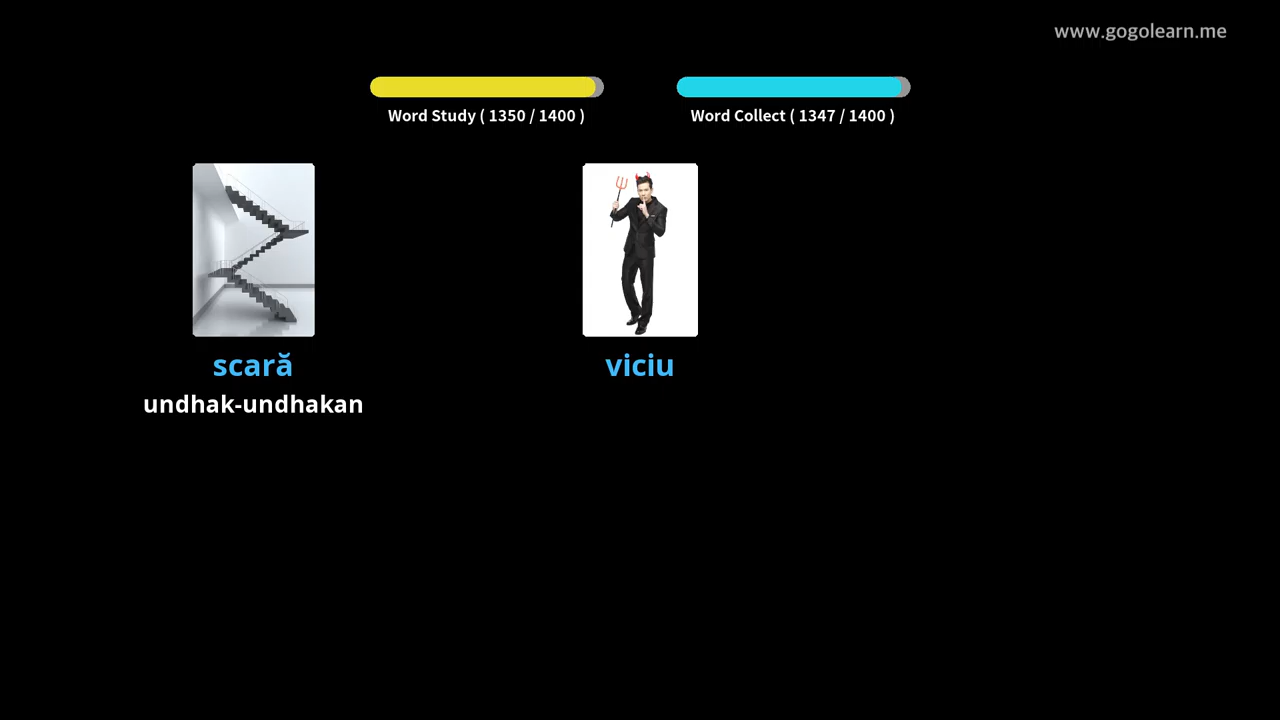 www.gogolearn.me
Word Study ( 1350 / 1400 )
Word Collect ( 1347 / 1400 )
scară
viciu
undhak-undhakan